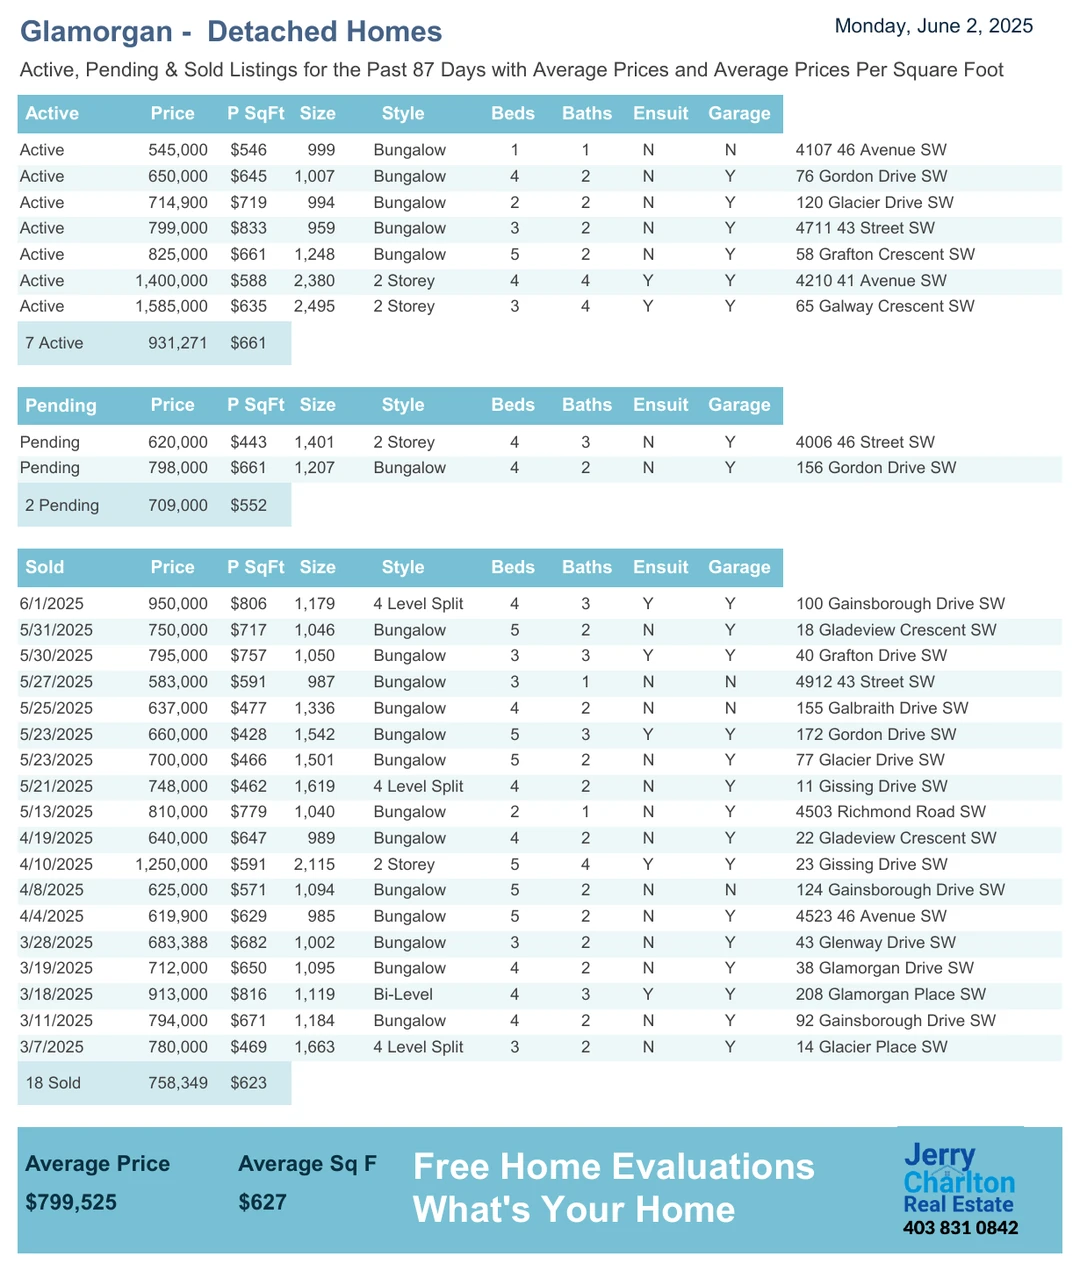 Glamorgan -  Detached Homes
Monday, June 2, 2025
Active, Pending & Sold Listings for the Past 87 Days with Average Prices and Average Prices Per Square Foot
Active Price P SqFt Size Style Beds Baths Ensuit Garage
Active 545,000 $546 999 Bungalow 1 1 N N 4107 46 Avenue SW
Active 650,000 $645 1,007 Bungalow 4 2 N Y 76 Gordon Drive SW
Active 714,900 $719 994 Bungalow 2 2 N Y 120 Glacier Drive SW
Active 799,000 $833 959 Bungalow 3 2 N Y 4711 43 Street SW
Active 825,000 $661 1,248 Bungalow 5 2 N Y 58 Grafton Crescent SW
Active 1,400,000 $588 2,380 2 Storey 4 4 Y Y 4210 41 Avenue SW
Active 1,585,000 $635 2,495 2 Storey 3 4 Y Y 65 Galway Crescent SW
7 Active 931,271 $661
Pending Price P SqFt Size Style Beds Baths Ensuit Garage
Pending 620,000 $443 1,401 2 Storey 4 3 N Y 4006 46 Street SW
Pending 798,000 $661 1,207 Bungalow 4 2 N Y 156 Gordon Drive SW
2 Pending 709,000 $552
Sold Price P SqFt Size Style Beds Baths Ensuit Garage
6/1/2025 950,000 $806 1,179 4 Level Split 4 3 Y Y 100 Gainsborough Drive SW
5/31/2025 750,000 $717 1,046 Bungalow 5 2 N Y 18 Gladeview Crescent SW
5/30/2025 795,000 $757 1,050 Bungalow 3 3 Y Y 40 Grafton Drive SW
5/27/2025 583,000 $591 987 Bungalow 3 1 N N 4912 43 Street SW
5/25/2025 637,000 $477 1,336 Bungalow 4 2 N N 155 Galbraith Drive SW
5/23/2025 660,000 $428 1,542 Bungalow 5 3 Y Y 172 Gordon Drive SW
5/23/2025 700,000 $466 1,501 Bungalow 5 2 N Y 77 Glacier Drive SW
5/21/2025 748,000 $462 1,619 4 Level Split 4 2 N Y 11 Gissing Drive SW
5/13/2025 810,000 $779 1,040 Bungalow 2 1 N Y 4503 Richmond Road SW
4/19/2025 640,000 $647 989 Bungalow 4 2 N Y 22 Gladeview Crescent SW
4/10/2025 1,250,000 $591 2,115 2 Storey 5 4 Y Y 23 Gissing Drive SW
4/8/2025 625,000 $571 1,094 Bungalow 5 2 N N 124 Gainsborough Drive SW
4/4/2025 619,900 $629 985 Bungalow 5 2 N Y 4523 46 Avenue SW
3/28/2025 683,388 $682 1,002 Bungalow 3 2 N Y 43 Glenway Drive SW
3/19/2025 712,000 $650 1,095 Bungalow 4 2 N Y 38 Glamorgan Drive SW
3/18/2025 913,000 $816 1,119 Bi-Level 4 3 Y Y 208 Glamorgan Place SW
3/11/2025 794,000 $671 1,184 Bungalow 4 2 N Y 92 Gainsborough Drive SW
3/7/2025 780,000 $469 1,663 4 Level Split 3 2 N Y 14 Glacier Place SW
18 Sold 758,349 $623
Average Price Average Sq F
$799,525 $627
Free Home Evaluations
What's Your Home
Jerry
Charlton
Real Estate
403 831 0842